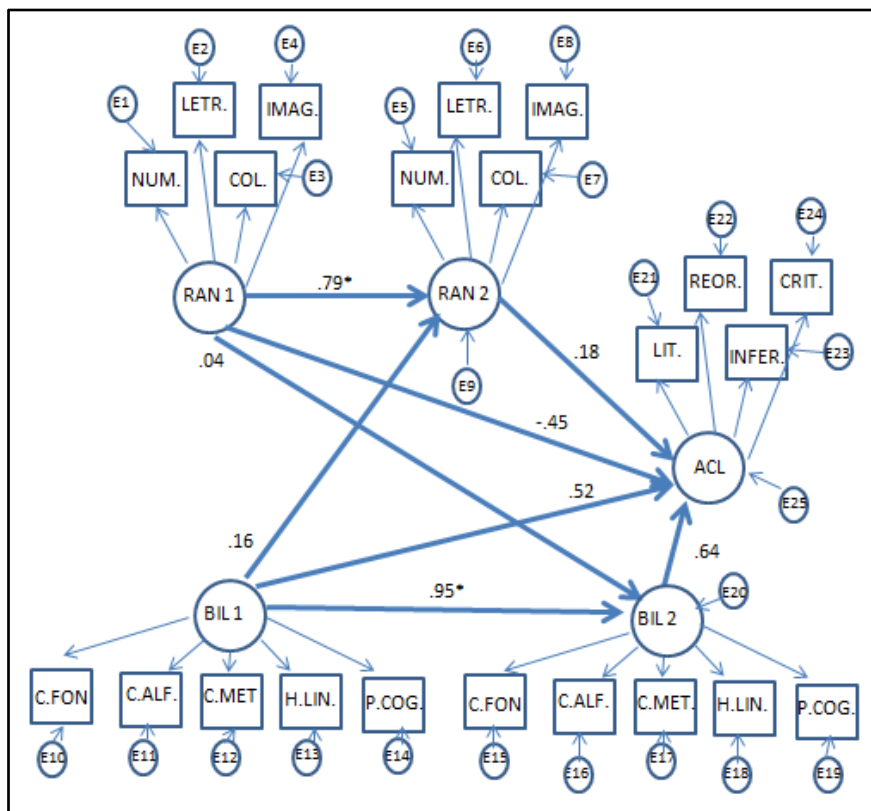 E2
E4
E6
E8
LETR.
IMAG.
LETR.
IMAG.
E1
E5
NUM.
COL.
E3
NUM.
COL.
E7
E22
E24
RAN 1
.79*
RAN 2
E21
REOR.
CRIT.
.04
.18
LIT.
INFER.
E23
E9
-.45
ACL
.52
E25
.16
.64
.95*
E20
BIL 1
BIL 2
C.FON
C.ALF.
C.MET
H.LIN.
P.COG.
C.FON
C.ALF.
C.MET.
H.LIN.
P.COG.
E10
E11
E12
E13
E14
E15
E16
E17
E18
E19